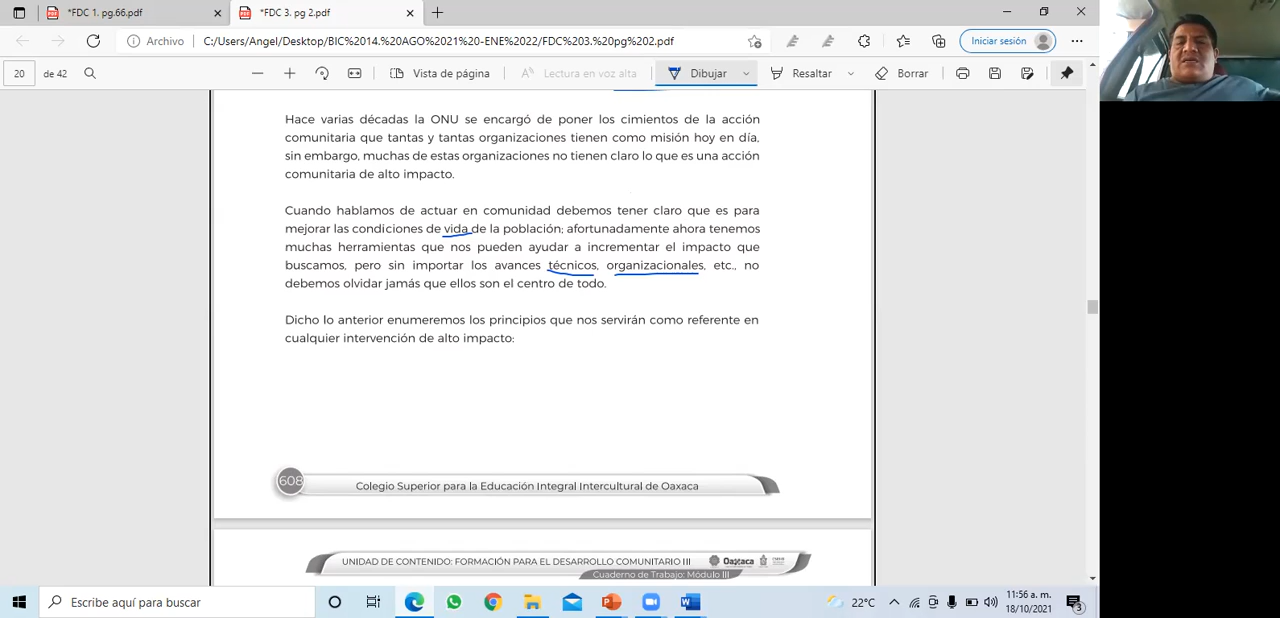 *FDC 1. pg.66.pdf
*FDC 3. pg 2.pdf
Archivo
C:/Users/Angel/Desktop/BIC%2014.%20AGO%2021%20ENE%2022/FDC%203.%20pg%202.pdf
Iniciar sesión
20 de 42
Vista de página
Lectura en voz alta
Dibujar
Resaltar
Borrar
Hace varias décadas la ONU se encargó de poner los cimientos de la acción
comunitaria que tantas y tantas organizaciones tienen como misión hoy en día,
sin embargo, muchas de estas organizaciones no tienen claro lo que es una acción
comunitaria de alto impacto.
Cuando hablamos de actuar en comunidad debemos tener claro que es para
mejorar las condiciones de vida de la población; afortunadamente ahora tenemos
muchas herramientas que nos pueden ayudar a incrementar el impacto que
buscamos, pero sin importar los avances técnicos, organizacionales, etc., no
debemos olvidar jamás que ellos son el centro de todo.
Dicho lo anterior enumeremos los principios que nos servirán como referente en
cualquier intervención de alto impacto:
608
Colegio Superior para la Educación Integral Intercultural de Oaxaca
UNIDAD DE CONTENIDO: FORMACIÓN PARA EL DESARROLLO COMUNITARIO III
Oaxaca
Cuaderno de Trabajo: Módulo III
Escribe aquí para buscar
22°C
11:56 a. m.
18/10/2021
3